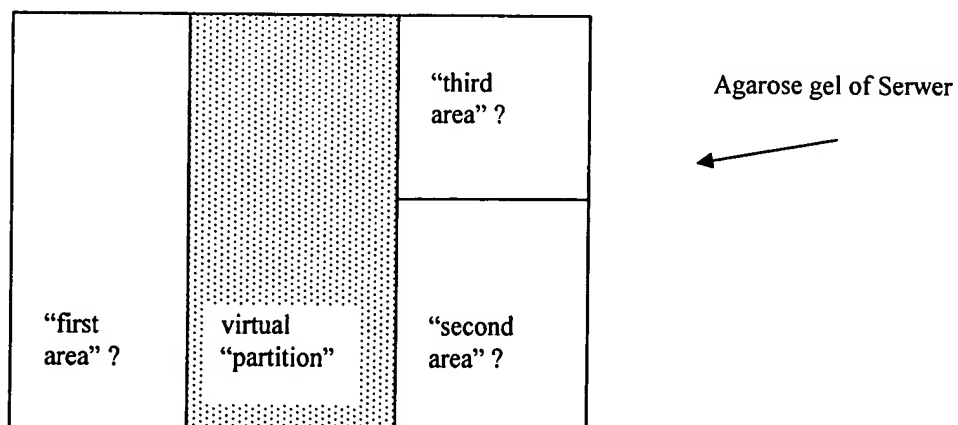 “third
area” ?
Agarose gel of Serwer
“first
area” ?
virtual
“partition”
“second
area” ?